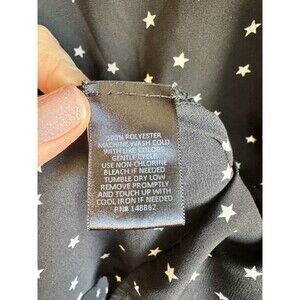 100% POLYESTER
MACHINE WASH COLD
WITH LIKE COLORS
GENTLE CYCLE
USE NON-CHLORINE
BLEACH IF NEEDED
TUMBLE DRY LOW
REMOVE PROMPTLY
AND TOUCH UP WITH
COOL IRON IF NEEDED
PN# 148862